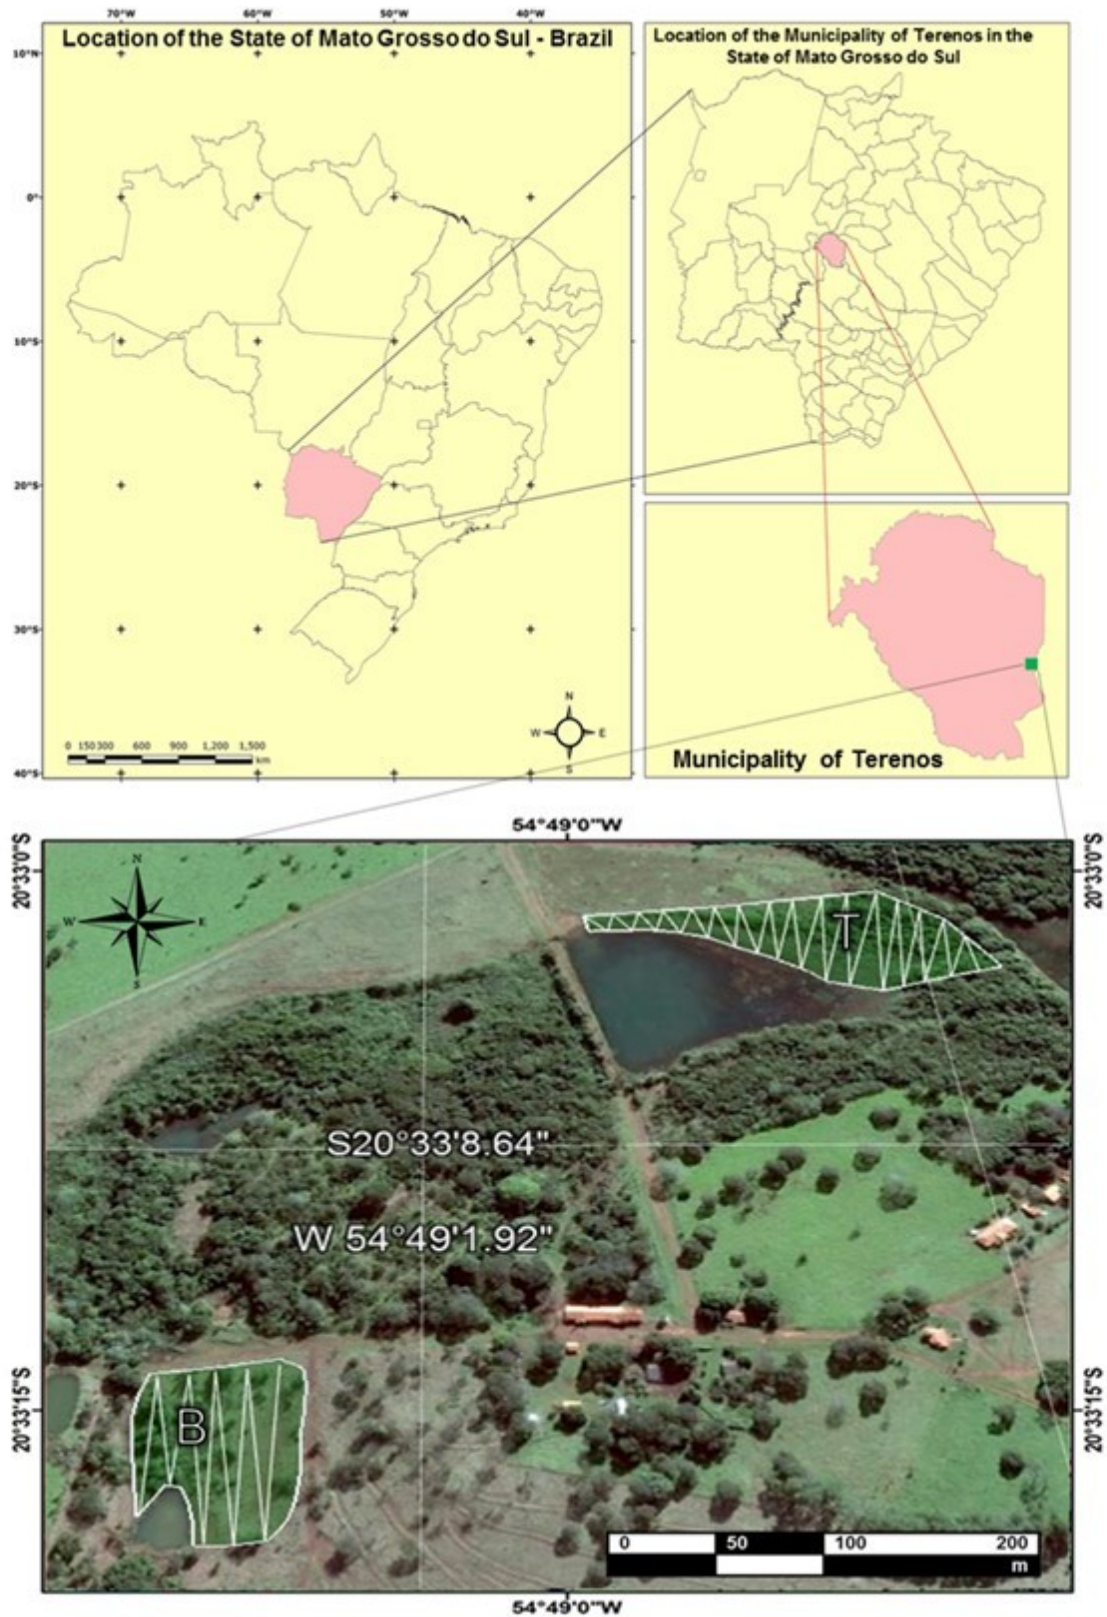 70°W 60°W 50°W 40°W
10°N
Location of the State of Mato Grosso do Sul - Brazil
0°
10°S
20°S
30°S
40°S
N
W E
S
0 150 300 600 900 1,200 1,500
km
Location of the Municipality of Terenos in the
State of Mato Grosso do Sul
Municipality of Terenos
54°49'0"W
20°33'0"S
20°33'0"S
N
W E
S
T
S20°33'8.64"
W 54°49'1.92"
20°33'15"S
20°33'15"S
B
0 50 100 200
m
54°49'0"W